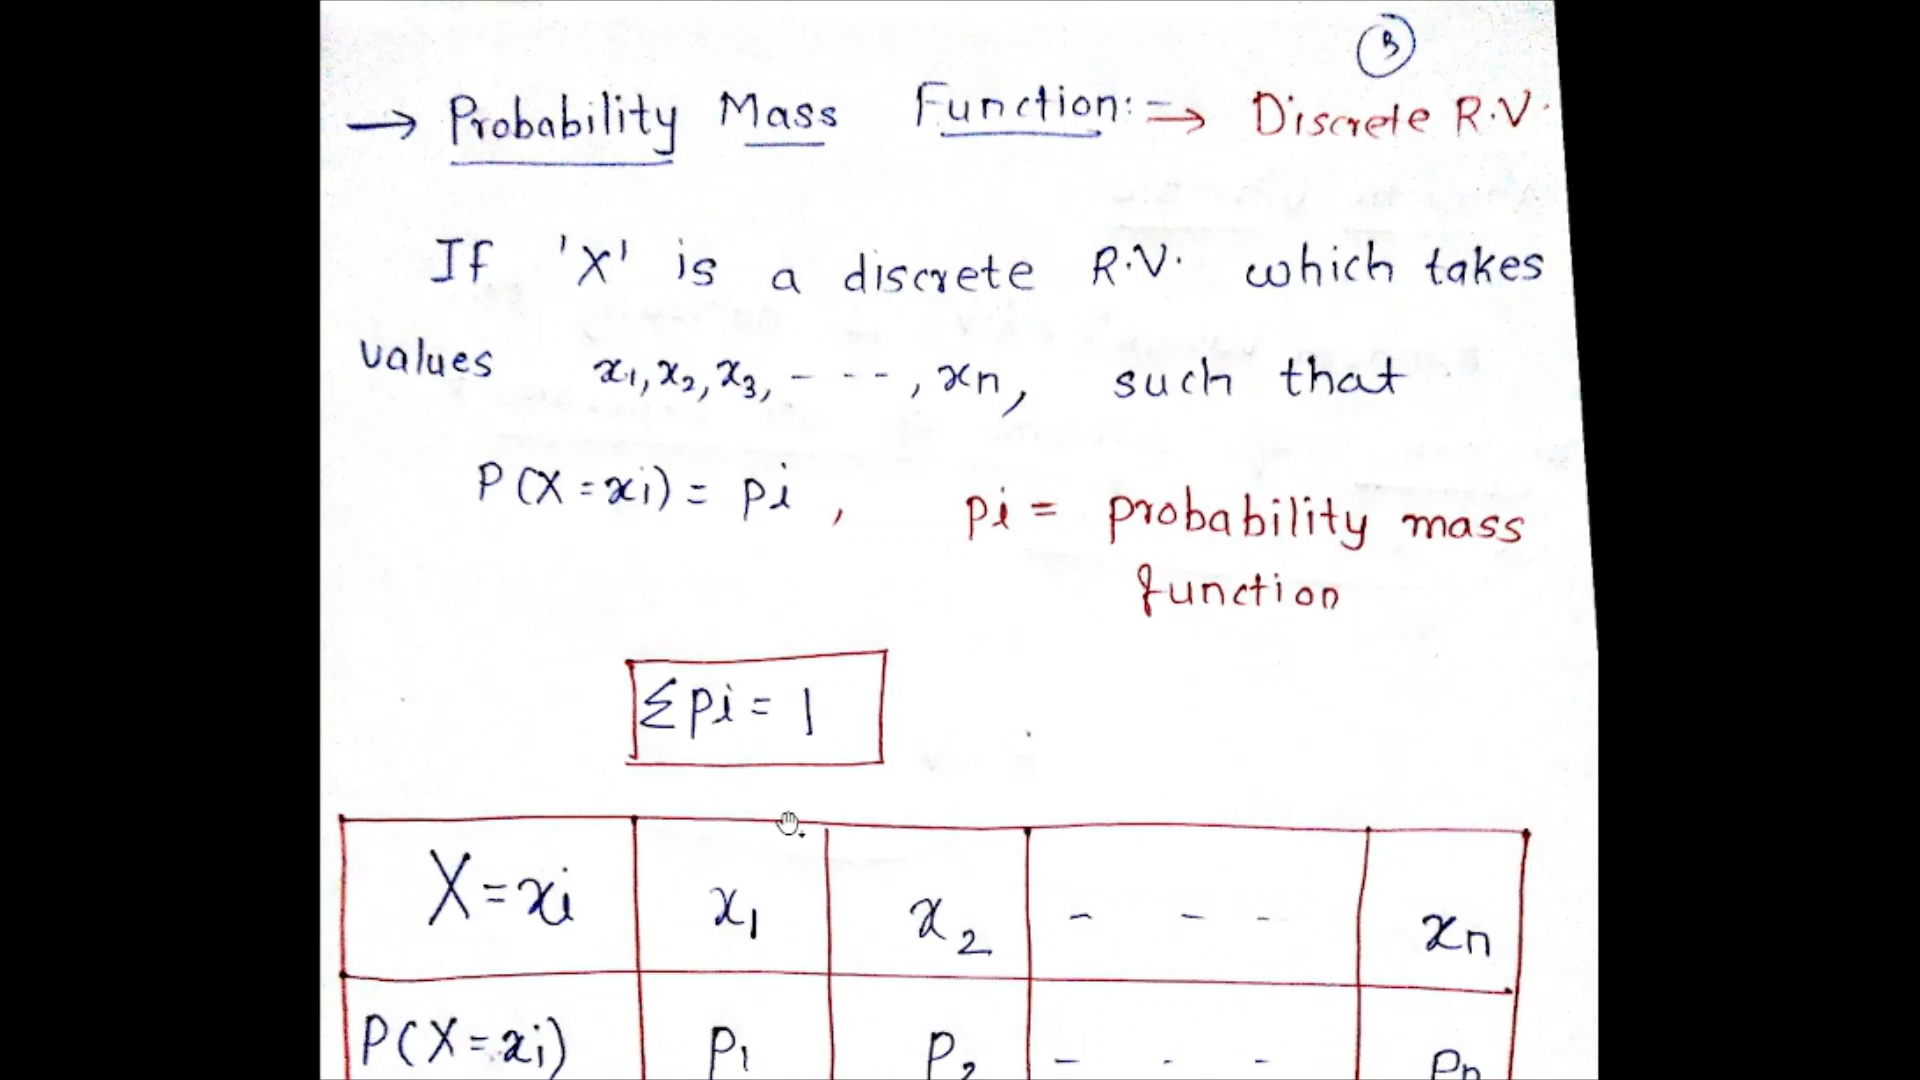 3
→ Probability Mass Function: ⇒ Discrete R.V.
If 'X' is a discrete R.V. which takes
values x₁, x₂, x₃, - - - -, xn, such that
P(X = xi) = pi , pi = probability mass
function
Σpi = 1
X = xi x₁ x₂ - - - xn
P(X = xi) p₁ p₂ - - - pn